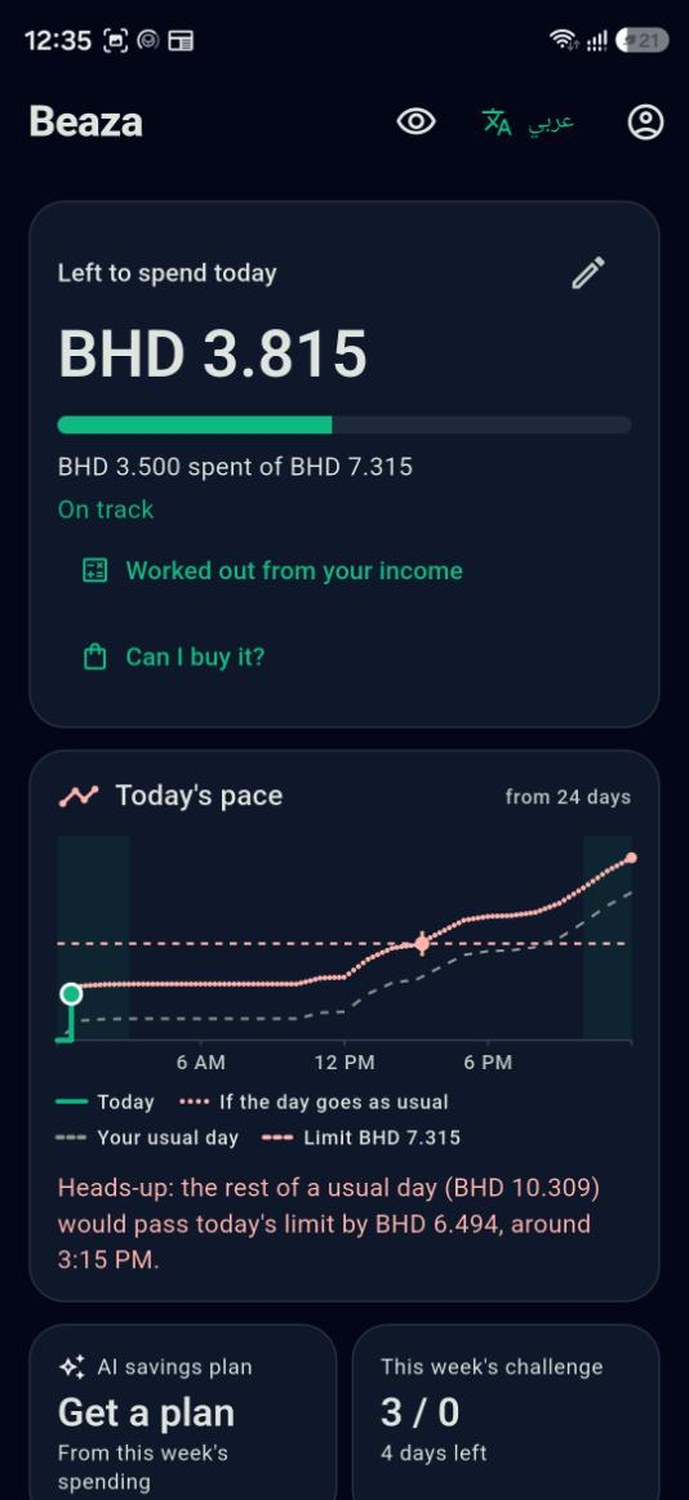 12:35
21
Beaza
عربي
Left to spend today
BHD 3.815
BHD 3.500 spent of BHD 7.315
On track
Worked out from your income
Can I buy it?
Today's pace
from 24 days
6 AM 12 PM 6 PM
Today If the day goes as usual
Your usual day Limit BHD 7.315
Heads-up: the rest of a usual day (BHD 10.309)
would pass today's limit by BHD 6.494, around
3:15 PM.
AI savings plan
Get a plan
From this week's
spending
This week's challenge
3 / 0
4 days left